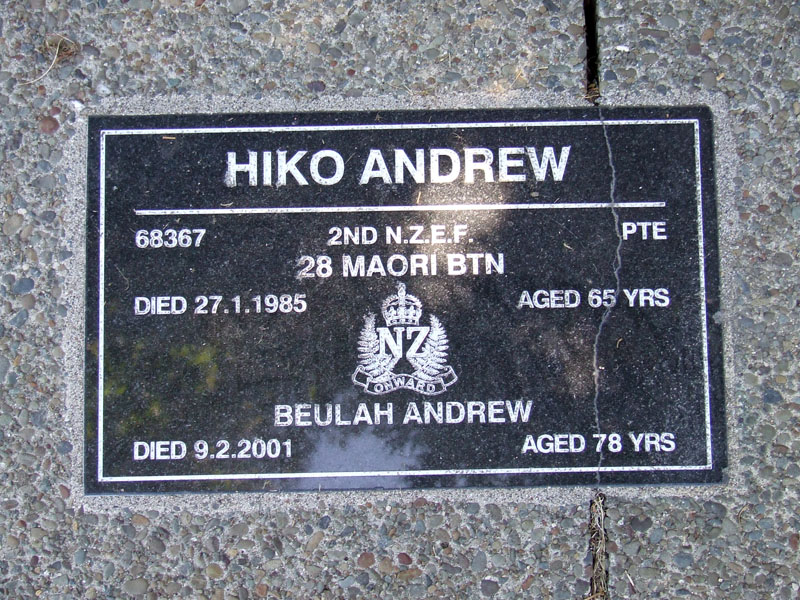 HIKO ANDREW
68367 2ND N.Z.E.F. PTE
28 MAORI BTN
DIED 27.1.1985 AGED 65 YRS
NZ
ONWARD
BEULAH ANDREW
DIED 9.2.2001 AGED 78 YRS